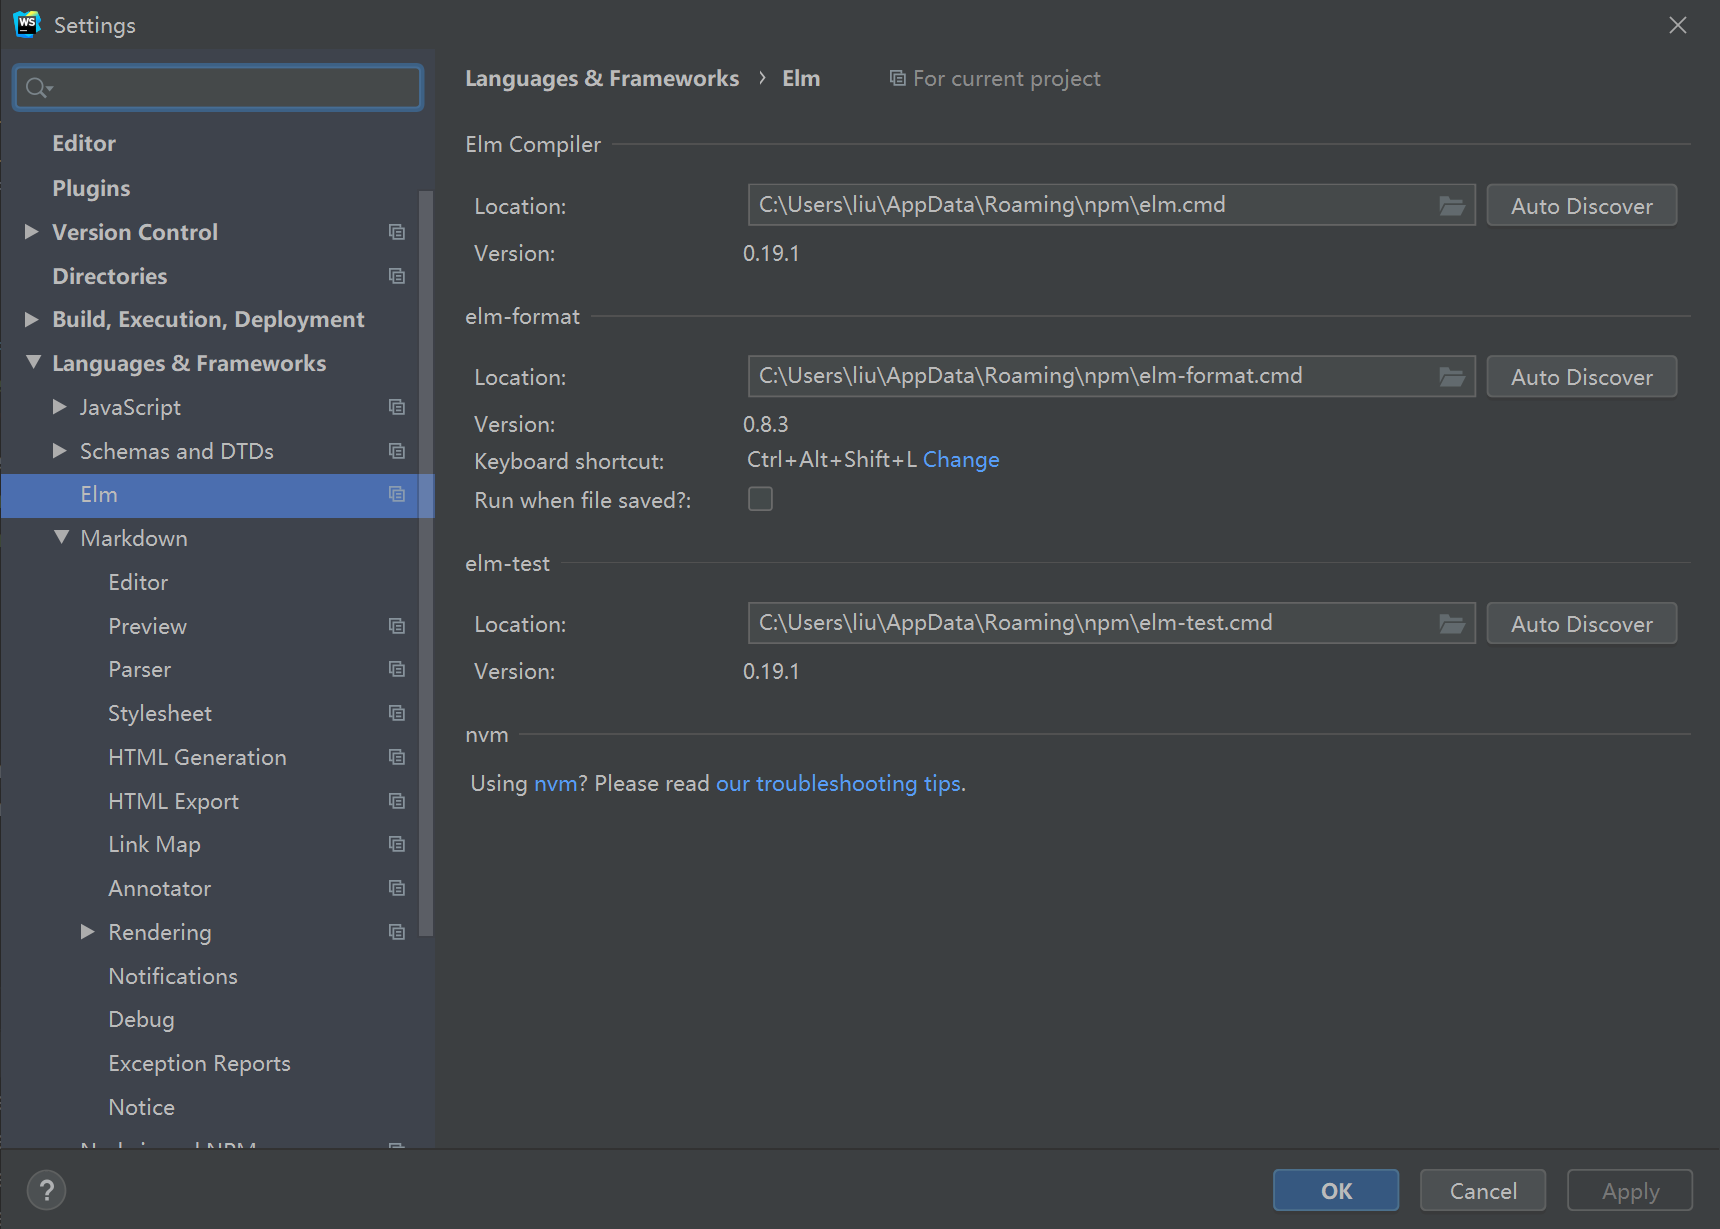 WS Settings
Editor
Plugins
Version Control
Directories
Build, Execution, Deployment
Languages & Frameworks
JavaScript
Schemas and DTDs
Elm
Markdown
Editor
Preview
Parser
Stylesheet
HTML Generation
HTML Export
Link Map
Annotator
Rendering
Notifications
Debug
Exception Reports
Notice
Languages & Frameworks › Elm For current project
Elm Compiler
Location: C:\Users\liu\AppData\Roaming\npm\elm.cmd Auto Discover
Version: 0.19.1
elm-format
Location: C:\Users\liu\AppData\Roaming\npm\elm-format.cmd Auto Discover
Version: 0.8.3
Keyboard shortcut: Ctrl+Alt+Shift+L Change
Run when file saved?:
elm-test
Location: C:\Users\liu\AppData\Roaming\npm\elm-test.cmd Auto Discover
Version: 0.19.1
nvm
Using nvm? Please read our troubleshooting tips.
? OK Cancel Apply